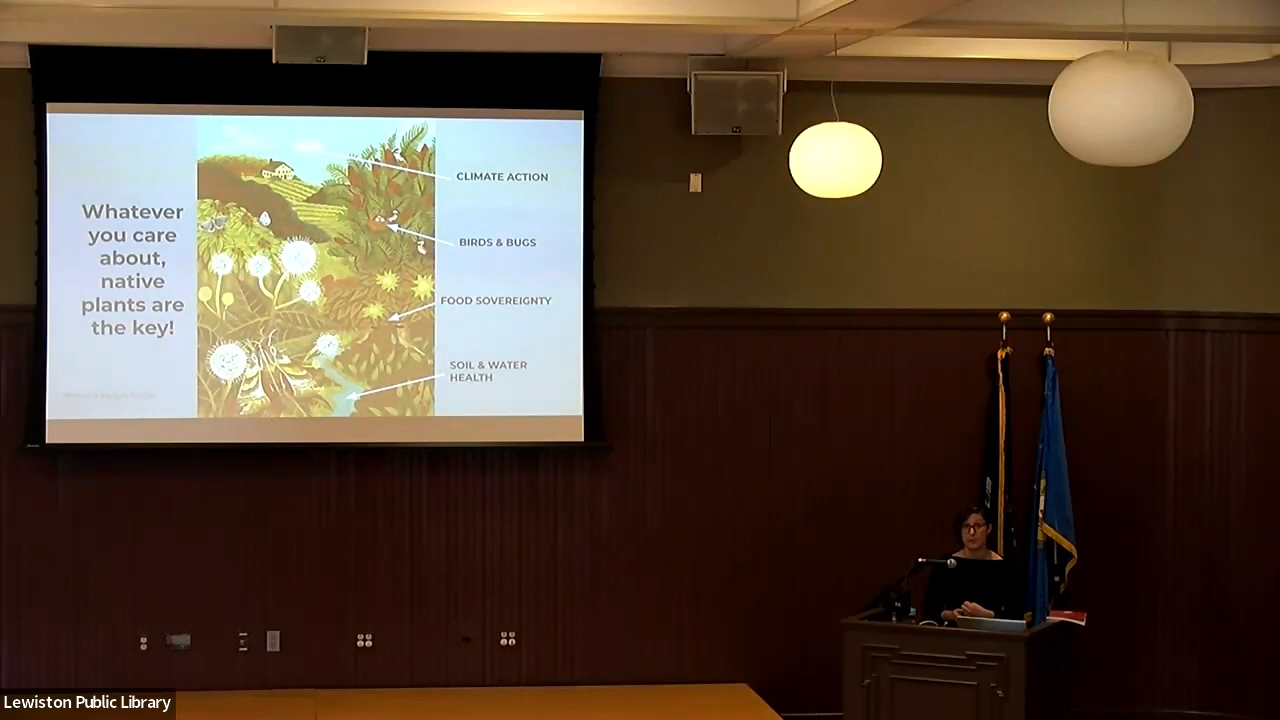 Whatever
you care
about,
native
plants are
the key!
CLIMATE ACTION
BIRDS & BUGS
FOOD SOVEREIGNTY
SOIL & WATER
HEALTH
Lewiston Public Library